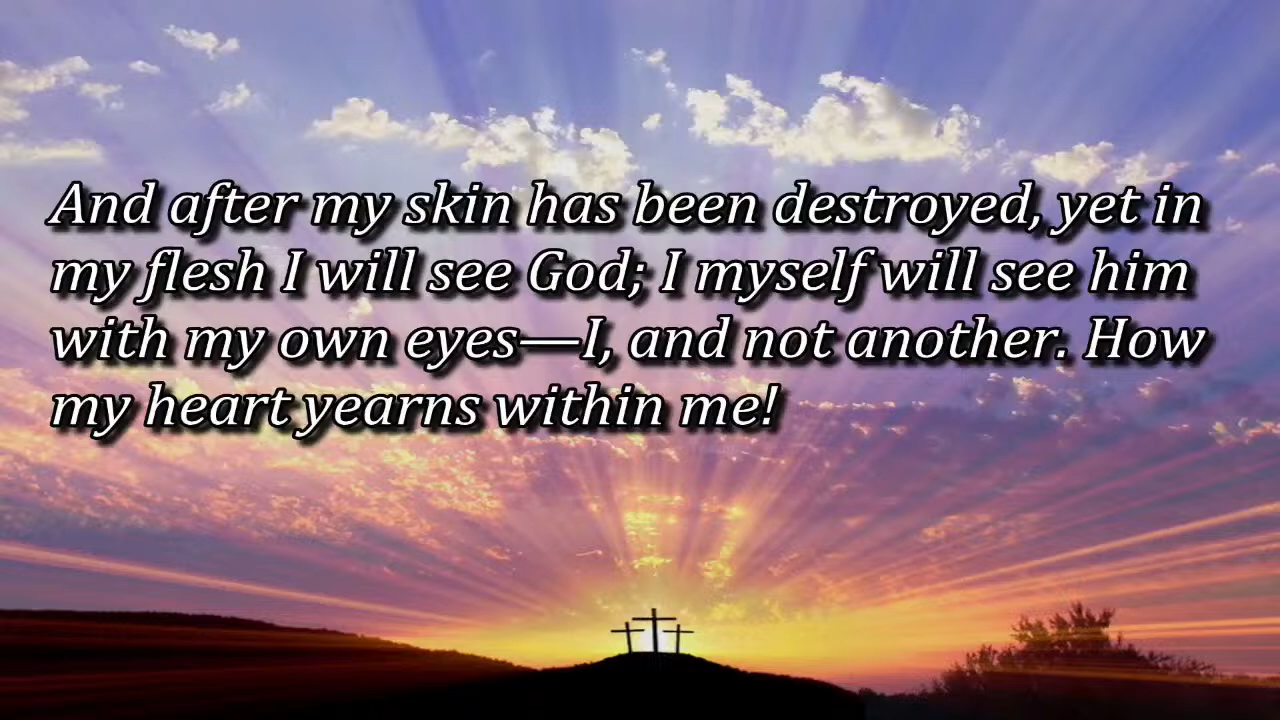 And after my skin has been destroyed, yet in
my flesh I will see God; I myself will see him
with my own eyes—I, and not another. How
my heart yearns within me!